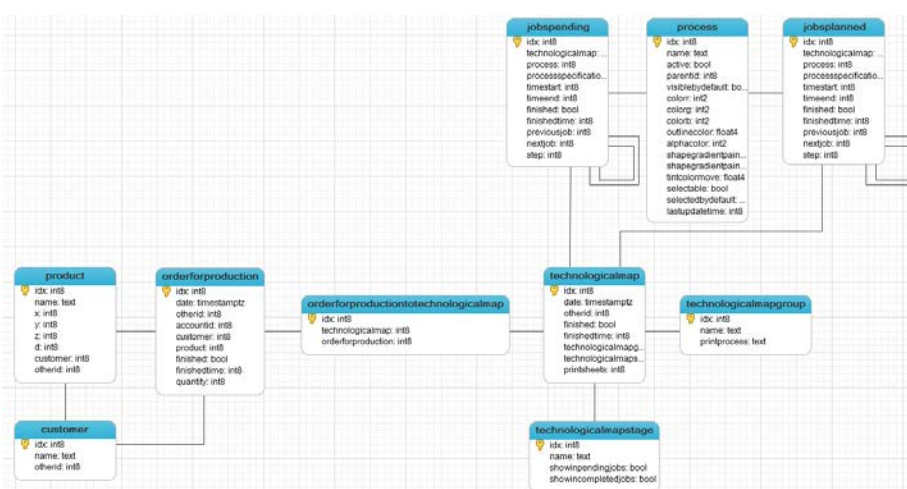 jobspending
idx: int8
technologicalmap: ...
process: int8
processspecificatio...
timestart: int8
timeend: int8
finished: bool
finishedtime: int8
previousjob: int8
nextjob: int8
step: int8
process
idx: int8
name: text
active: bool
parentid: int8
visiblebydefault: bo...
colorr: int2
colorg: int2
colorb: int2
outlinecolor: float4
alphacolor: int2
shapegradientpain...
shapegradientpain...
tintcolormove: float4
selectable: bool
selectedbydefault: ...
lastupdatetime: int8
jobsplanned
idx: int8
technologicalmap: ...
process: int8
processspecificatio...
timestart: int8
timeend: int8
finished: bool
finishedtime: int8
previousjob: int8
nextjob: int8
step: int8
product
idx: int8
name: text
x: int8
y: int8
z: int8
d: int8
customer: int8
otherid: int8
orderforproduction
idx: int8
date: timestamptz
otherid: int8
accountid: int8
customer: int8
product: int8
finished: bool
finishedtime: int8
quantity: int8
orderforproductiontotechnologicalmap
idx: int8
technologicalmap: int8
orderforproduction: int8
technologicalmap
idx: int8
date: timestamptz
otherid: int8
finished: bool
finishedtime: int8
technologicalmapg...
technologicalmaps...
printsheets: int8
technologicalmapgroup
idx: int8
name: text
printprocess: text
customer
idx: int8
name: text
otherid: int8
technologicalmapstage
idx: int8
name: text
showinpendingjobs: bool
showincompletedjobs: bool